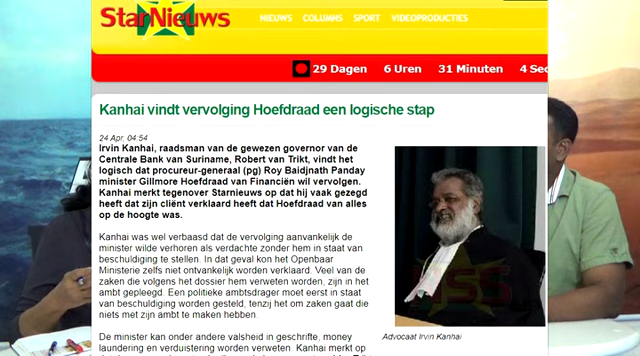 StarNieuws
NIEUWS COLUMNS SPORT VIDEOPRODUCTIES
29 Dagen 6 Uren 31 Minuten 4 Sec
Kanhai vindt vervolging Hoefdraad een logische stap
24 Apr, 04:54
Irvin Kanhai, raadsman van de gewezen governor van de
Centrale Bank van Suriname, Robert van Trikt, vindt het
logisch dat procureur-generaal (pg) Roy Baidjnath Panday
minister Gillmore Hoefdraad van Financiën wil vervolgen.
Kanhai merkt tegenover Starnieuws op dat hij vaak gezegd
heeft dat zijn cliënt verklaard heeft dat Hoefdraad van alles
op de hoogte was.
Kanhai was wel verbaasd dat de vervolging aanvankelijk de
minister wilde verhoren als verdachte zonder hem in staat van
beschuldiging te stellen. In dat geval kon het Openbaar
Ministerie zelfs niet ontvankelijk worden verklaard. Veel van de
zaken die volgens het dossier hem verweten worden, zijn in het
ambt gepleegd. Een politieke ambtsdrager moet eerst in staat
van beschuldiging worden gesteld, tenzij het om zaken gaat die
niets met zijn ambt te maken hebben.
De minister kan onder andere valsheid in geschrifte, money
laundering en verduistering worden verweten. Kanhai merkt op
Advocaat Irvin Kanhai